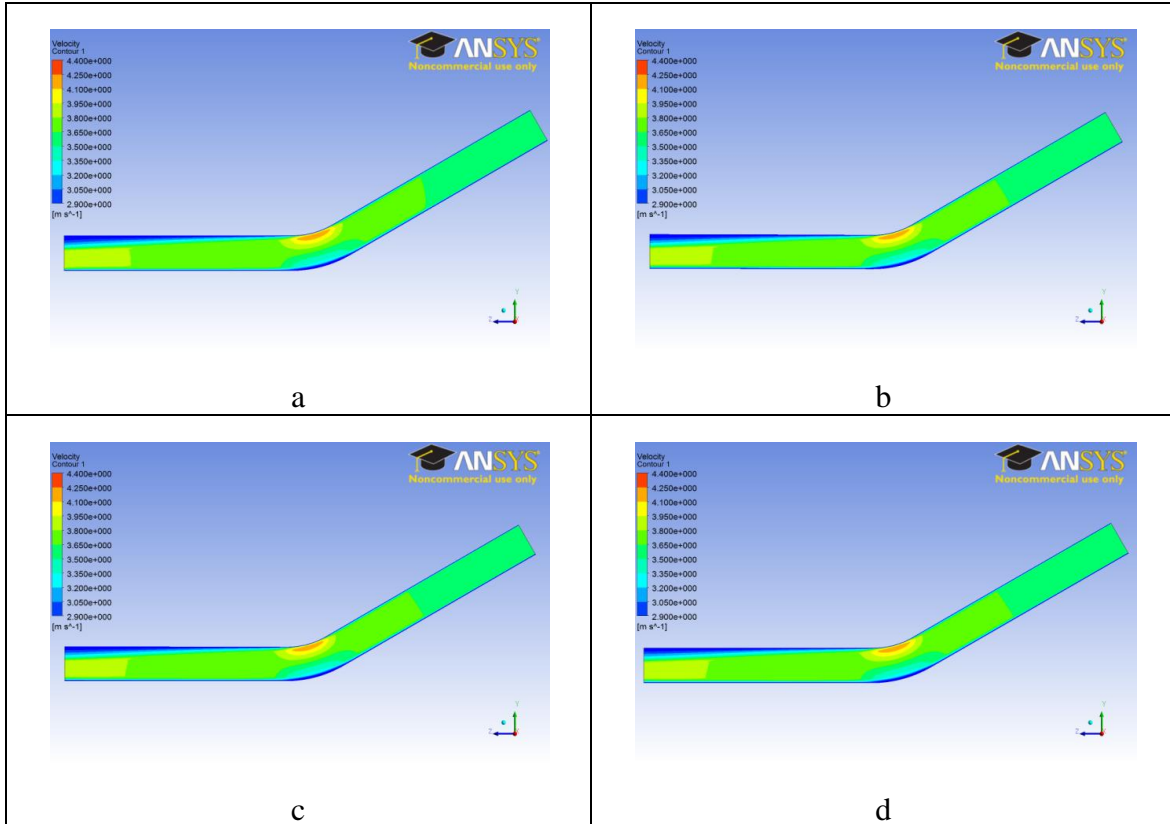 Velocity
Contour 1
ANSYS
Noncommercial use only
4.400e+000
4.250e+000
4.100e+000
3.950e+000
3.800e+000
3.650e+000
3.500e+000
3.350e+000
3.200e+000
3.050e+000
2.900e+000
[m s^-1]
Y
Z
X
a
Velocity
Contour 1
ANSYS
Noncommercial use only
4.400e+000
4.250e+000
4.100e+000
3.950e+000
3.800e+000
3.650e+000
3.500e+000
3.350e+000
3.200e+000
3.050e+000
2.900e+000
[m s^-1]
Y
Z
X
b
Velocity
Contour 1
ANSYS
Noncommercial use only
4.400e+000
4.250e+000
4.100e+000
3.950e+000
3.800e+000
3.650e+000
3.500e+000
3.350e+000
3.200e+000
3.050e+000
2.900e+000
[m s^-1]
Y
Z
X
c
Velocity
Contour 1
ANSYS
Noncommercial use only
4.400e+000
4.250e+000
4.100e+000
3.950e+000
3.800e+000
3.650e+000
3.500e+000
3.350e+000
3.200e+000
3.050e+000
2.900e+000
[m s^-1]
Y
Z
X
d